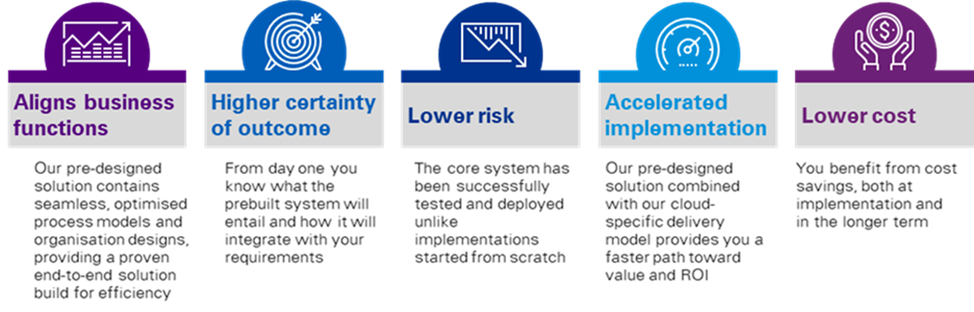 Aligns business
functions
Our pre-designed
solution contains
seamless, optimised
process models and
organisation designs,
providing a proven
end-to-end solution
build for efficiency
Higher certainty
of outcome
From day one you
know what the
prebuilt system will
entail and how it will
integrate with your
requirements
Lower risk
The core system has
been successfully
tested and deployed
unlike
implementations
started from scratch
Accelerated
implementation
Our pre-designed
solution combined
with our cloud-
specific delivery
model provides you a
faster path toward
value and ROI
$
Lower cost
You benefit from cost
savings, both at
implementation and
in the longer term